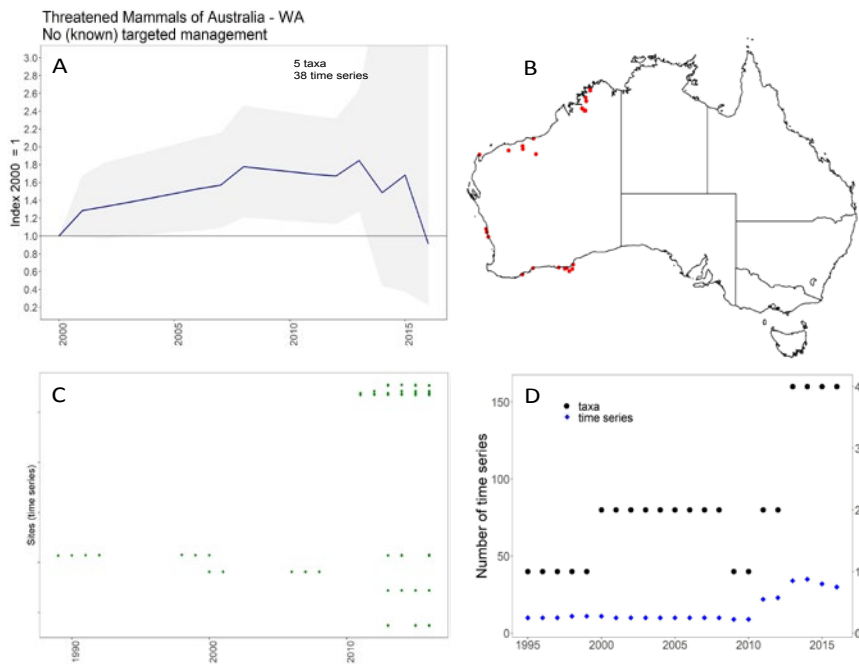 Threatened Mammals of Australia - WA
No (known) targeted management
A
5 taxa
38 time series
3.0
2.8
2.6
2.4
2.2
2.0
1.8
1.6
1.4
1.2
1.0
0.8
0.6
0.4
0.2
Index 2000 = 1
2000
2005
2010
2015
B
C
Sites (time series)
1990
2000
2010
D
taxa
time series
Number of time series
150
100
50
0
4
3
2
1
1995
2000
2005
2010
2015